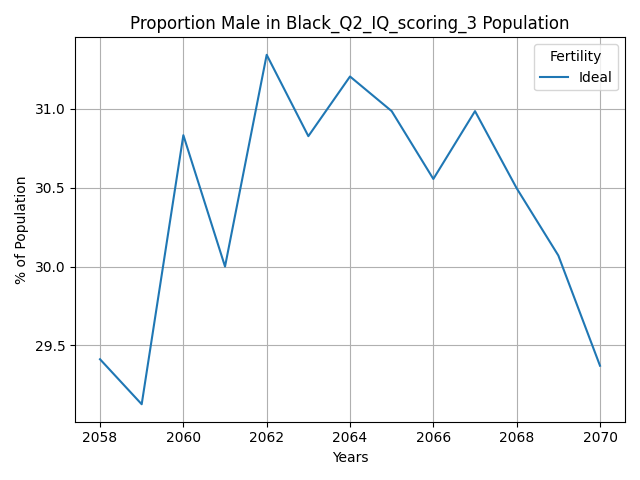 Proportion Male in Black_Q2_IQ_scoring_3 Population
Fertility
Ideal
31.0
30.5
30.0
29.5
% of Population
2058 2060 2062 2064 2066 2068 2070
Years